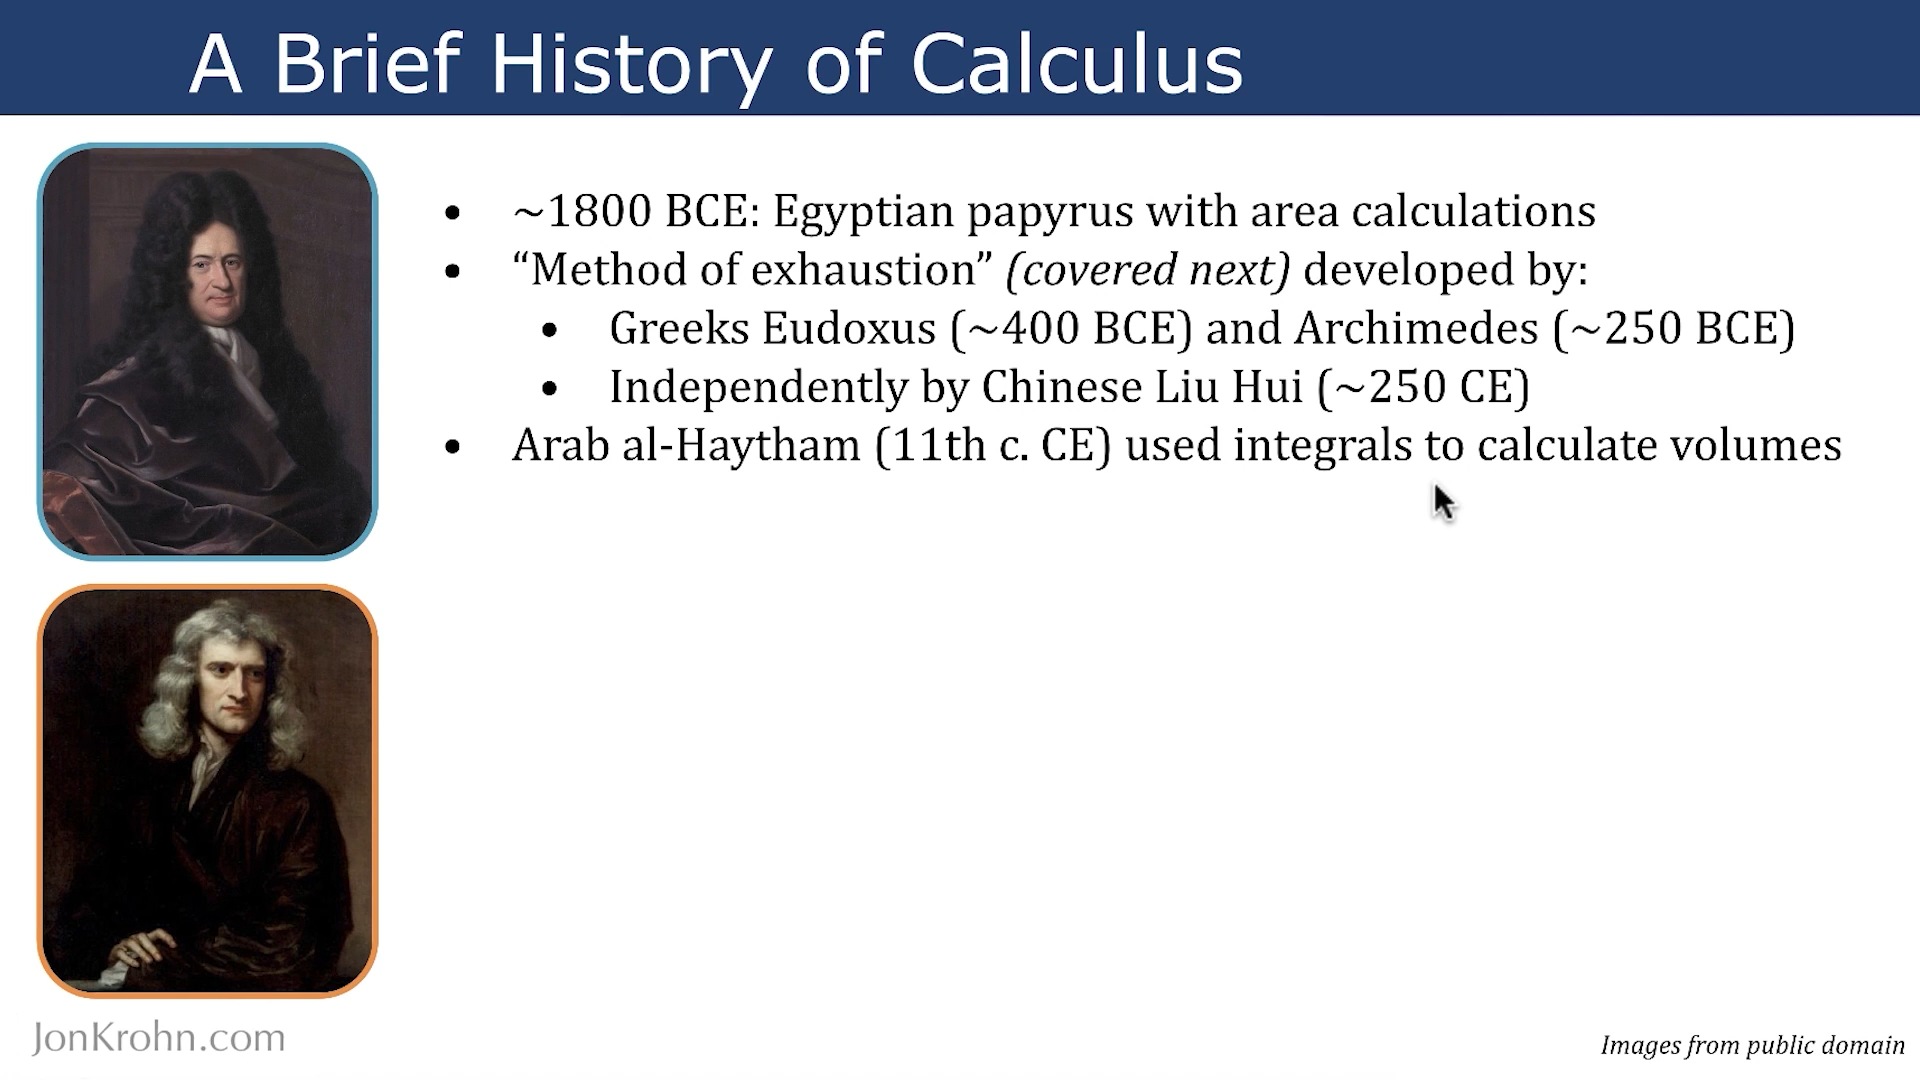 A Brief History of Calculus
• ~1800 BCE: Egyptian papyrus with area calculations
• “Method of exhaustion” (covered next) developed by:
• Greeks Eudoxus (~400 BCE) and Archimedes (~250 BCE)
• Independently by Chinese Liu Hui (~250 CE)
• Arab al-Haytham (11th c. CE) used integrals to calculate volumes
JonKrohn.com
Images from public domain